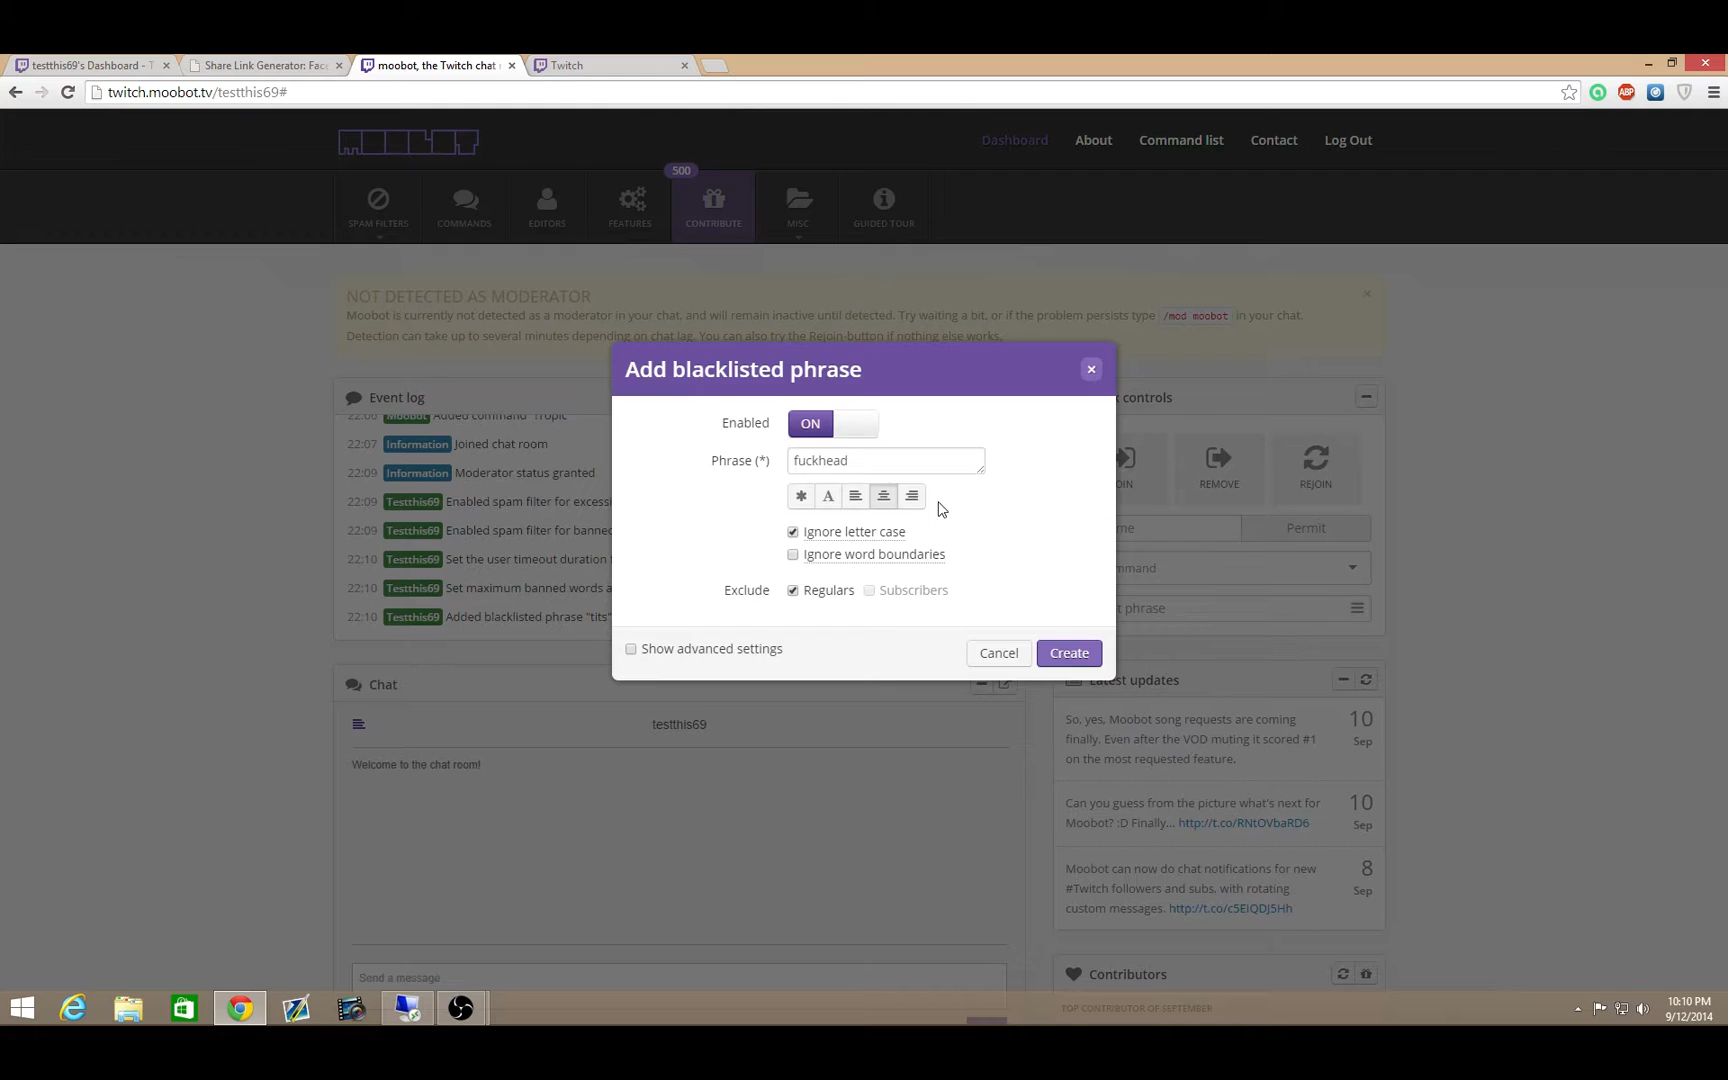 testthis69's Dashboard - T
Share Link Generator: Face
moobot, the Twitch chat
Twitch
twitch.moobot.tv/testthis69#
MOOBOT
Dashboard
About
Command list
Contact
Log Out
500
SPAM FILTERS
COMMANDS
EDITORS
FEATURES
CONTRIBUTE
MISC
GUIDED TOUR
NOT DETECTED AS MODERATOR
Moobot is currently not detected as a moderator in your chat, and will remain inactive until detected. Try waiting a bit, or if the problem persists type /mod moobot in your chat.
Detection can take up to several minutes depending on chat lag. You can also try the Rejoin-button if nothing else works.
Add blacklisted phrase
Enabled
ON
Phrase (*)
fuckhead
Ignore letter case
Ignore word boundaries
Exclude
Regulars
Subscribers
Show advanced settings
Cancel
Create
Event log
22:06 Moobot Added command "Tropic"
22:07 Information Joined chat room
22:09 Information Moderator status granted
22:09 Testthis69 Enabled spam filter for excessi
22:09 Testthis69 Enabled spam filter for banned
22:10 Testthis69 Set the user timeout duration f
22:10 Testthis69 Set maximum banned words a
22:10 Testthis69 Added blacklisted phrase "tits"
k controls
OIN
REMOVE
REJOIN
me
Permit
mmand
t phrase
Chat
testthis69
Welcome to the chat room!
Send a message
Latest updates
So, yes, Moobot song requests are coming
finally. Even after the VOD muting it scored #1
on the most requested feature.
10
Sep
Can you guess from the picture what's next for
Moobot? :D Finally... http://t.co/RNtOVbaRD6
10
Sep
Moobot can now do chat notifications for new
#Twitch followers and subs. with rotating
custom messages. http://t.co/c5EIQDJ5Hh
8
Sep
Contributors
TOP CONTRIBUTOR OF SEPTEMBER
10:10 PM
9/12/2014